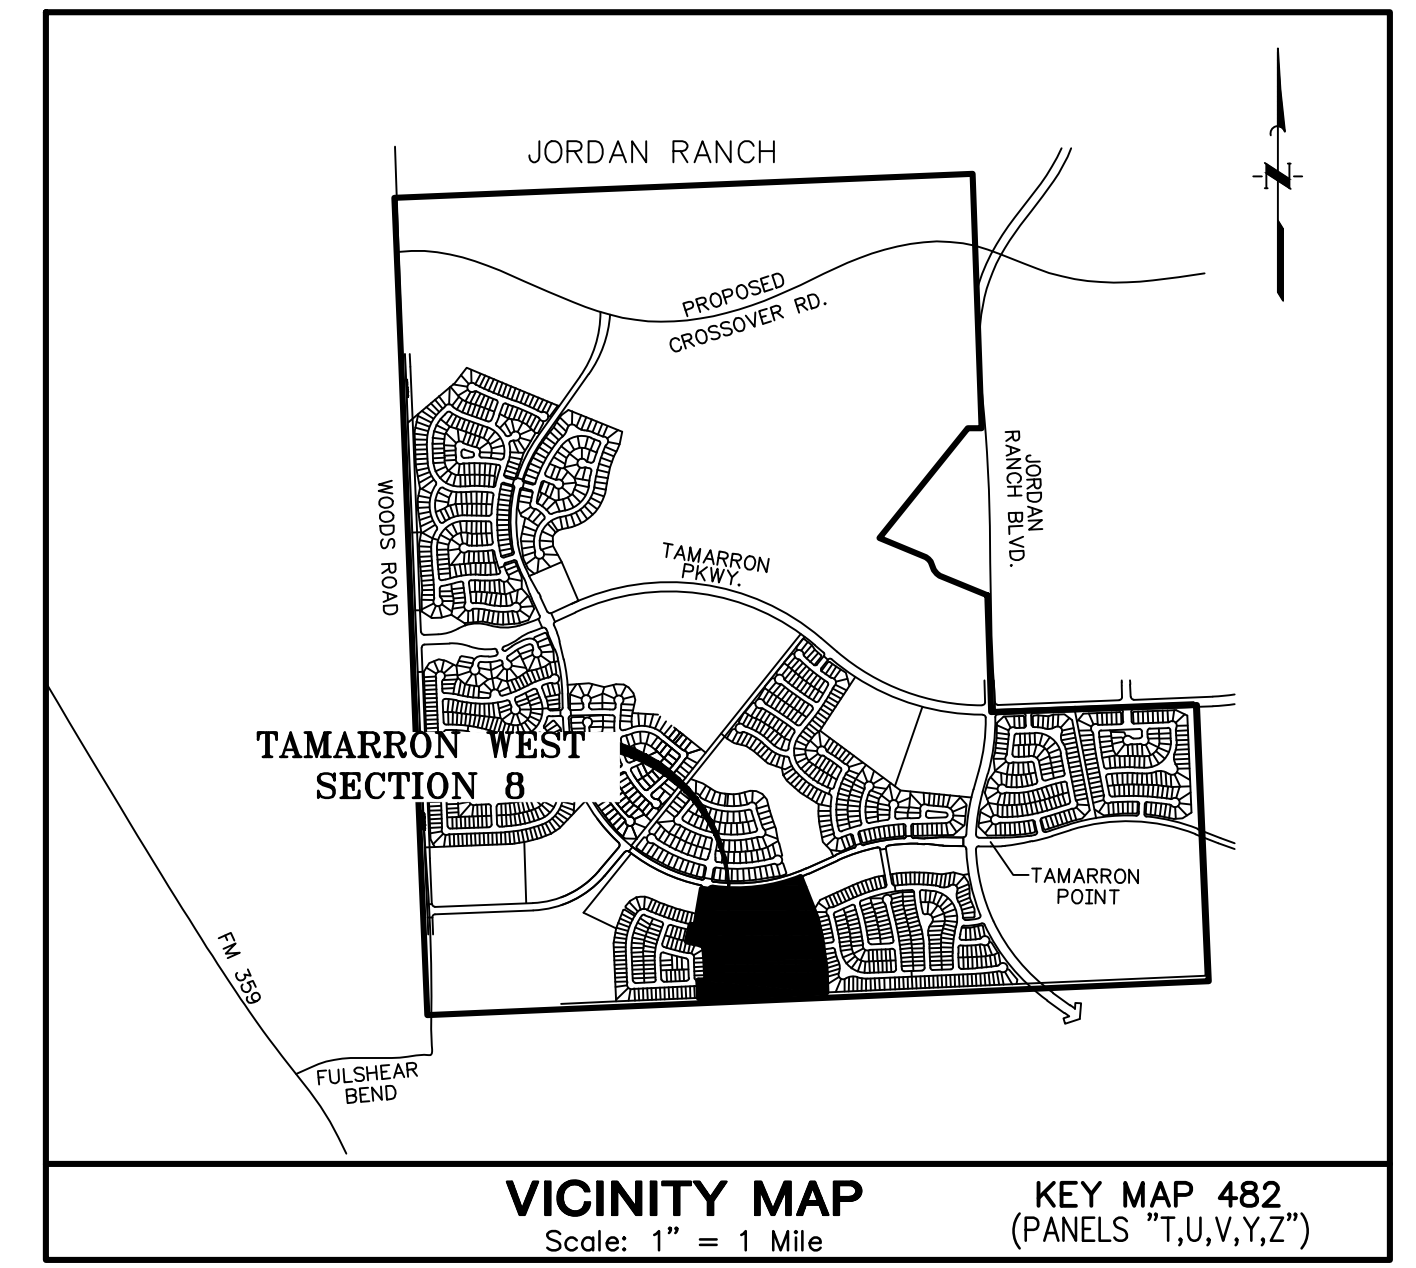 JORDAN RANCH
N
PROPOSED
CROSSOVER RD.
JORDAN
RANCH BLVD.
WOODS ROAD
TAMARRON
PKWY.
TAMARRON WEST
SECTION 8
TAMARRON
POINT
FM 359
FULSHEAR
BEND
VICINITY MAP
Scale: 1" = 1 Mile
KEY MAP 482
(PANELS "T,U,V,Y,Z")